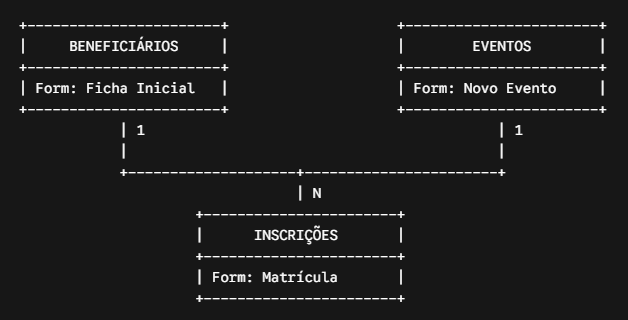 BENEFICIÁRIOS EVENTOS
Form: Ficha Inicial Form: Novo Evento
1 1
N
INSCRIÇÕES
Form: Matrícula